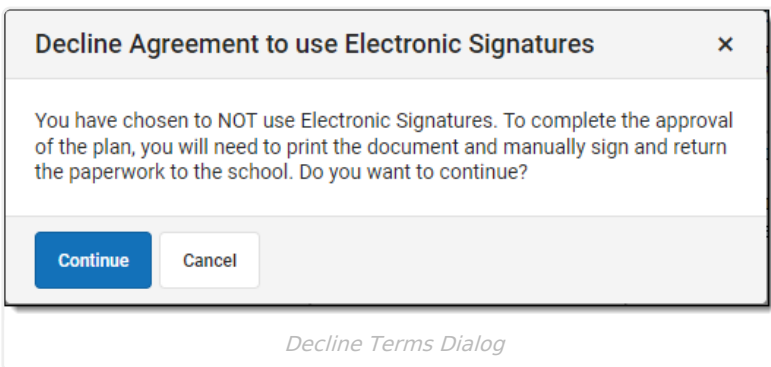 Decline Agreement to use Electronic Signatures ×
You have chosen to NOT use Electronic Signatures. To complete the approval
of the plan, you will need to print the document and manually sign and return
the paperwork to the school. Do you want to continue?
Continue Cancel
Decline Terms Dialog